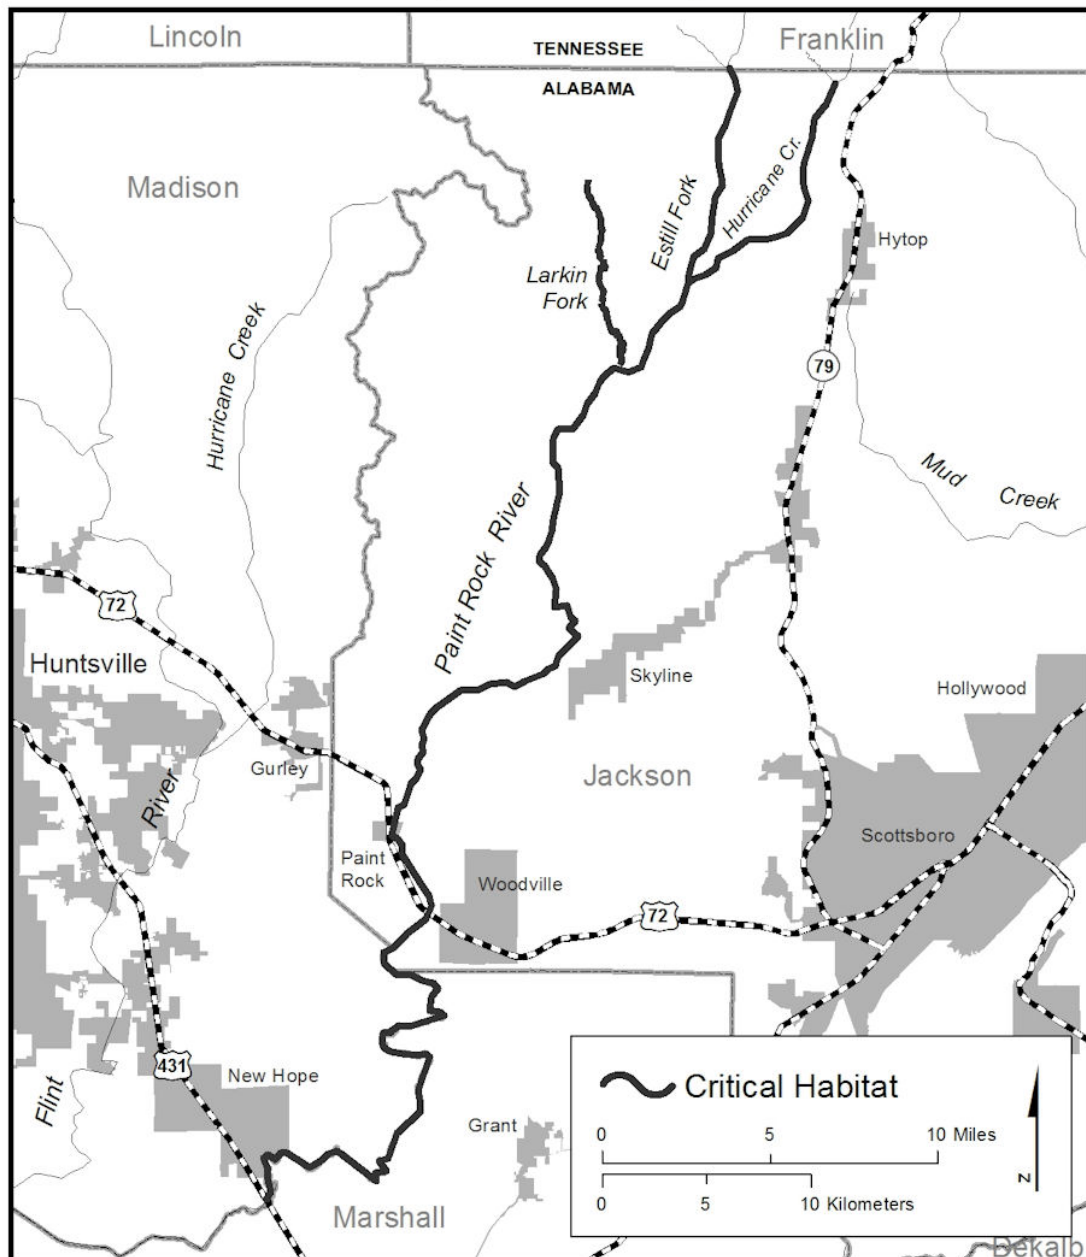 Lincoln
TENNESSEE
Franklin
ALABAMA
Madison
Hurricane Cr.
Estill Fork
Hytop
Larkin
Fork
Hurricane Creek
79
Mud Creek
Paint Rock River
72
Huntsville
Skyline
Hollywood
Gurley
Jackson
River
Scottsboro
Paint
Rock
Woodville
72
431
New Hope
Flint
Grant
Marshall
Critical Habitat
0 5 10 Miles
0 5 10 Kilometers
N
Dekalb